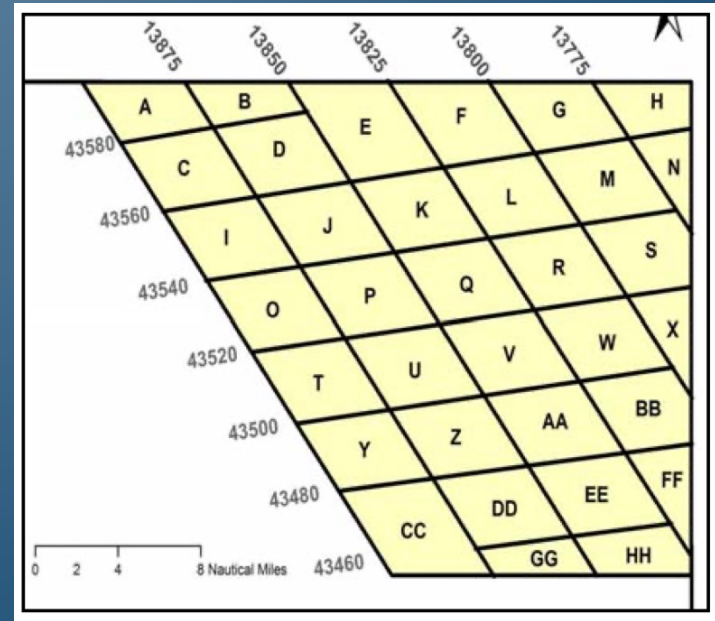 13875 13850 13825 13800 13775
A B E F G H
43580
C D K L M N
43560
I J Q R S
43540
O P V W X
43520
T U AA BB
43500
Y Z EE FF
43480
CC DD
GG HH
43460
0 2 4 8 Nautical Miles